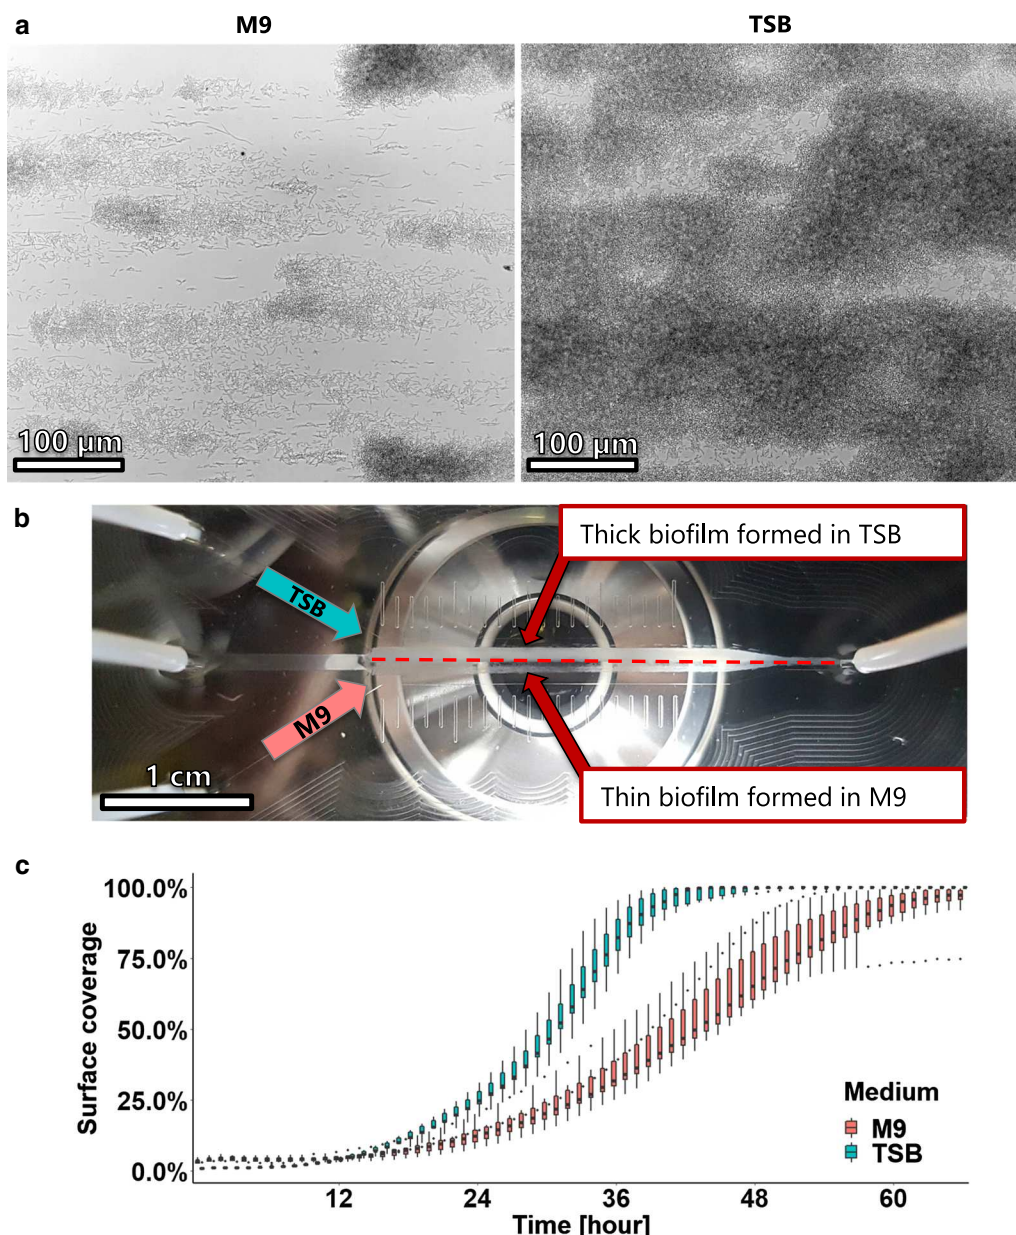 a
M9
TSB
100 µm
100 µm
b
Thick biofilm formed in TSB
TSB
M9
1 cm
Thin biofilm formed in M9
c
100.0%
75.0%
50.0%
25.0%
0.0%
Surface coverage
Medium
M9
TSB
12 24 36 48 60
Time [hour]